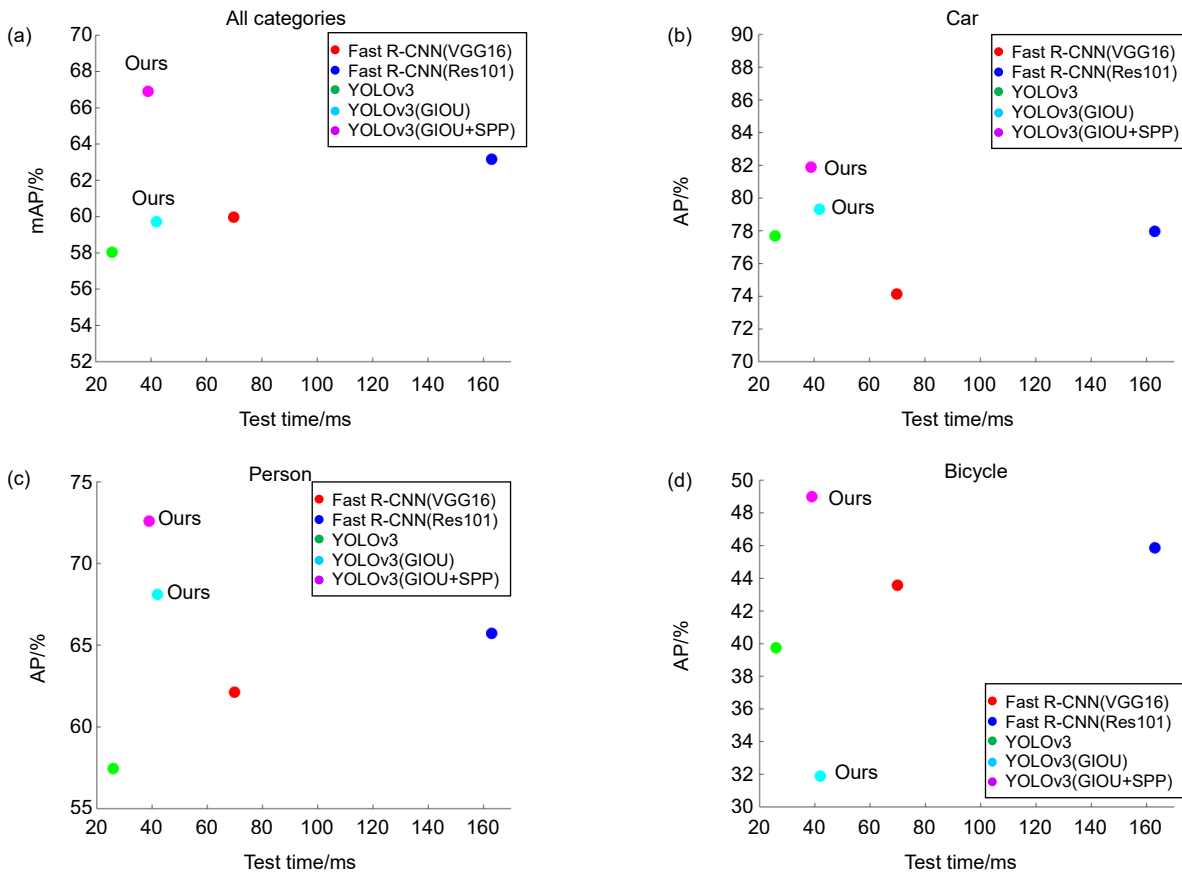 (a)
All categories
70
68
66
64
62
60
58
56
54
52
mAP/%
Ours
Ours
Fast R-CNN(VGG16)
Fast R-CNN(Res101)
YOLOv3
YOLOv3(GIOU)
YOLOv3(GIOU+SPP)
20 40 60 80 100 120 140 160
Test time/ms
(b)
Car
90
88
86
84
82
80
78
76
74
72
70
AP/%
Ours
Ours
Fast R-CNN(VGG16)
Fast R-CNN(Res101)
YOLOv3
YOLOv3(GIOU)
YOLOv3(GIOU+SPP)
20 40 60 80 100 120 140 160
Test time/ms
(c)
Person
75
70
65
60
55
AP/%
Ours
Ours
Fast R-CNN(VGG16)
Fast R-CNN(Res101)
YOLOv3
YOLOv3(GIOU)
YOLOv3(GIOU+SPP)
20 40 60 80 100 120 140 160
Test time/ms
(d)
Bicycle
50
48
46
44
42
40
38
36
34
32
30
AP/%
Ours
Ours
Fast R-CNN(VGG16)
Fast R-CNN(Res101)
YOLOv3
YOLOv3(GIOU)
YOLOv3(GIOU+SPP)
20 40 60 80 100 120 140 160
Test time/ms